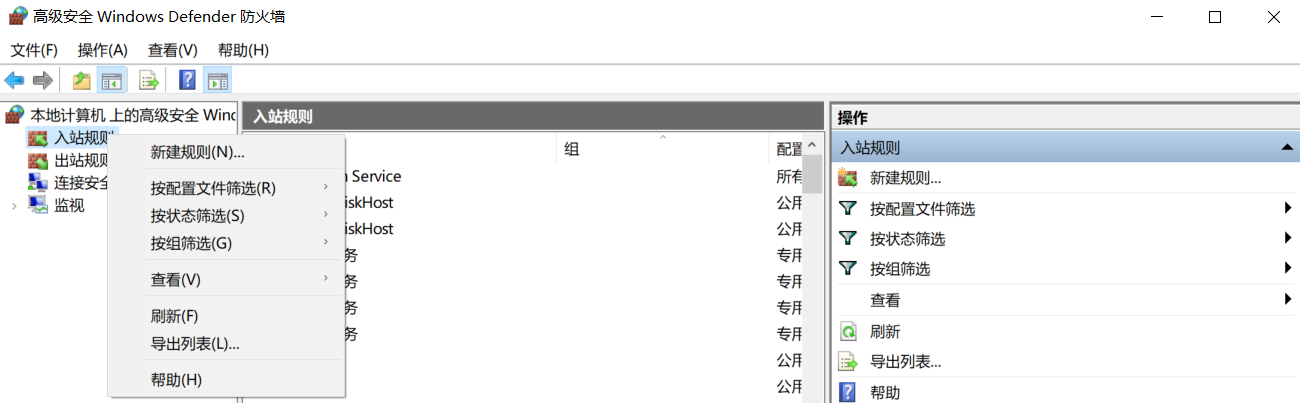 高级安全 Windows Defender 防火墙
文件(F) 操作(A) 查看(V) 帮助(H)
本地计算机 上的高级安全 Wind
入站规则
出站规则
连接安全
监视
新建规则(N)...
按配置文件筛选(R)
按状态筛选(S)
按组筛选(G)
查看(V)
刷新(F)
导出列表(L)...
帮助(H)
入站规则
组 配置
Service 所有
iskHost 公用
iskHost 公用
务 专用
务 专用
务 专用
务 专用
公用
公用
操作
入站规则
新建规则...
按配置文件筛选
按状态筛选
按组筛选
查看
刷新
导出列表...
帮助